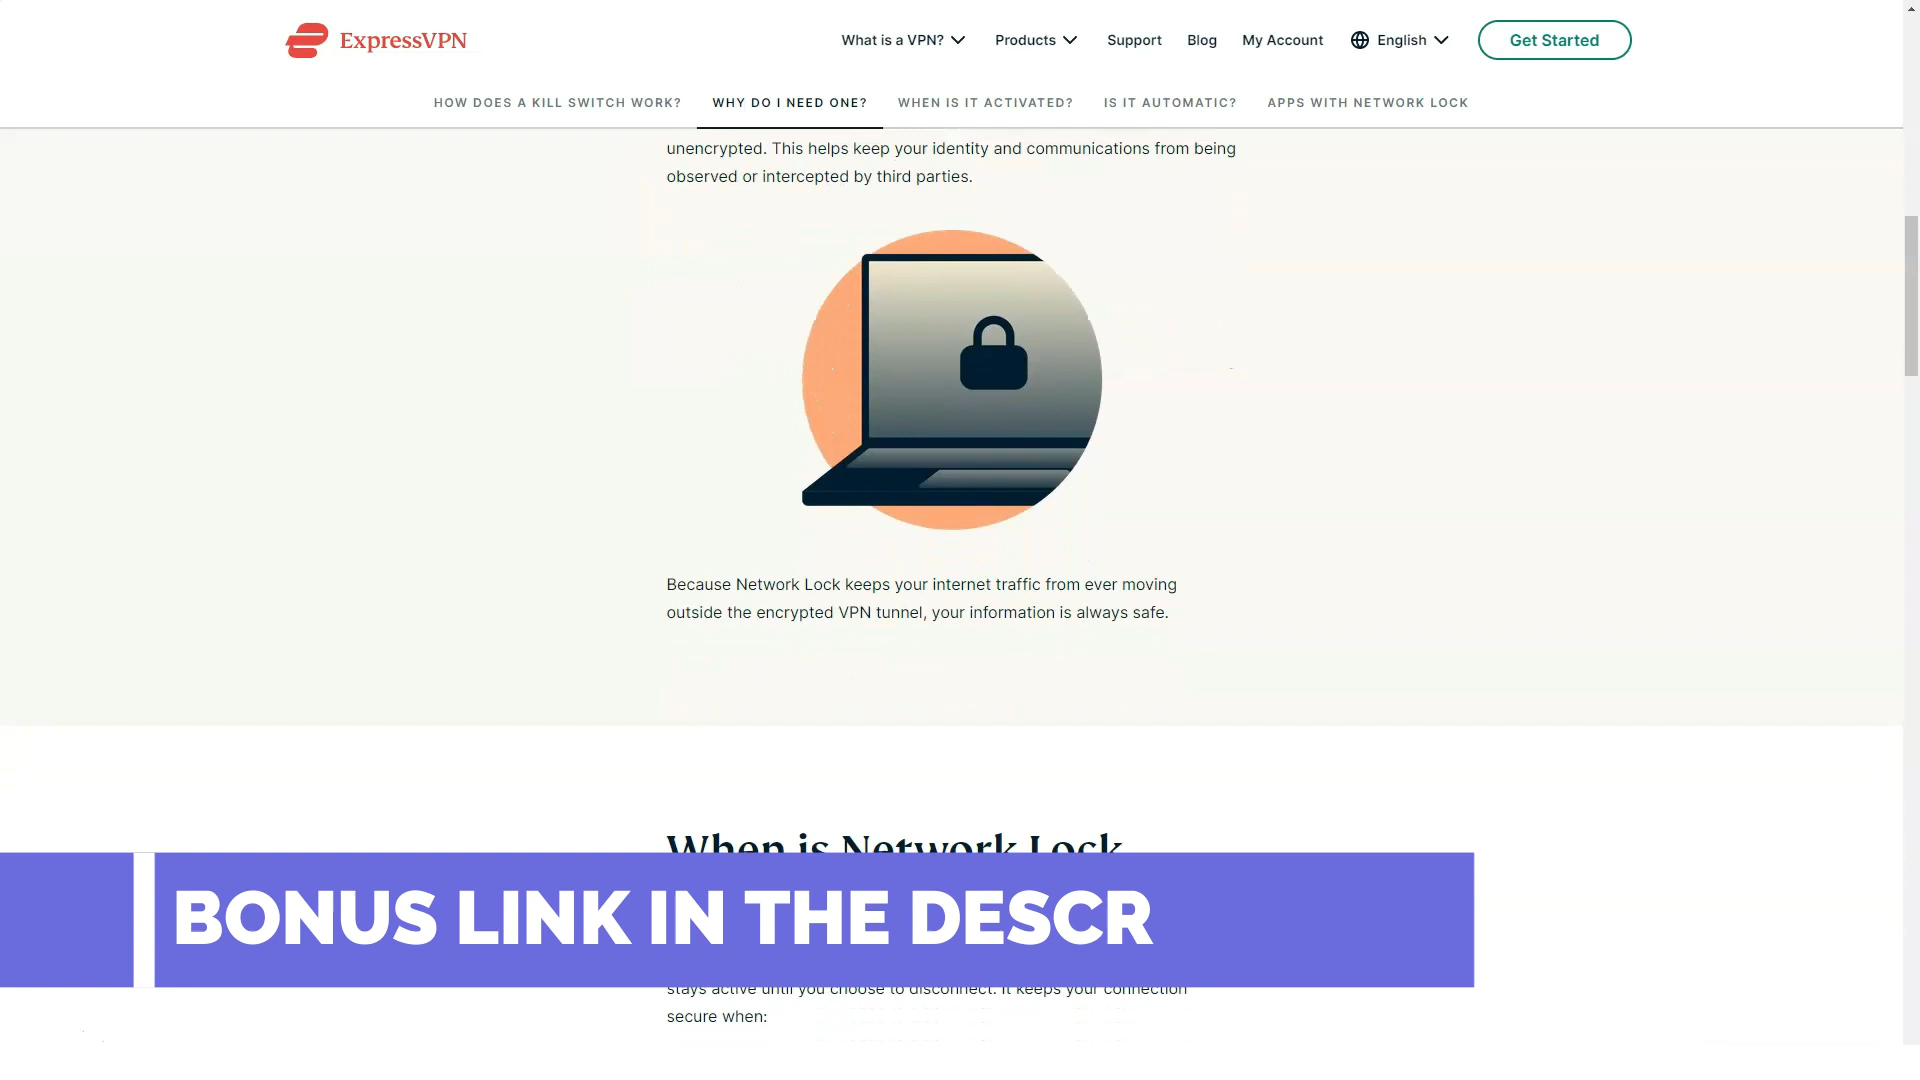 ExpressVPN
What is a VPN?
Products
Support
Blog
My Account
English
Get Started
HOW DOES A KILL SWITCH WORK?
WHY DO I NEED ONE?
WHEN IS IT ACTIVATED?
IS IT AUTOMATIC?
APPS WITH NETWORK LOCK
unencrypted. This helps keep your identity and communications from being
observed or intercepted by third parties.
Because Network Lock keeps your internet traffic from ever moving
outside the encrypted VPN tunnel, your information is always safe.
When is Network Lock
BONUS LINK IN THE DESCR
stays active until you choose to disconnect. It keeps your connection
secure when: